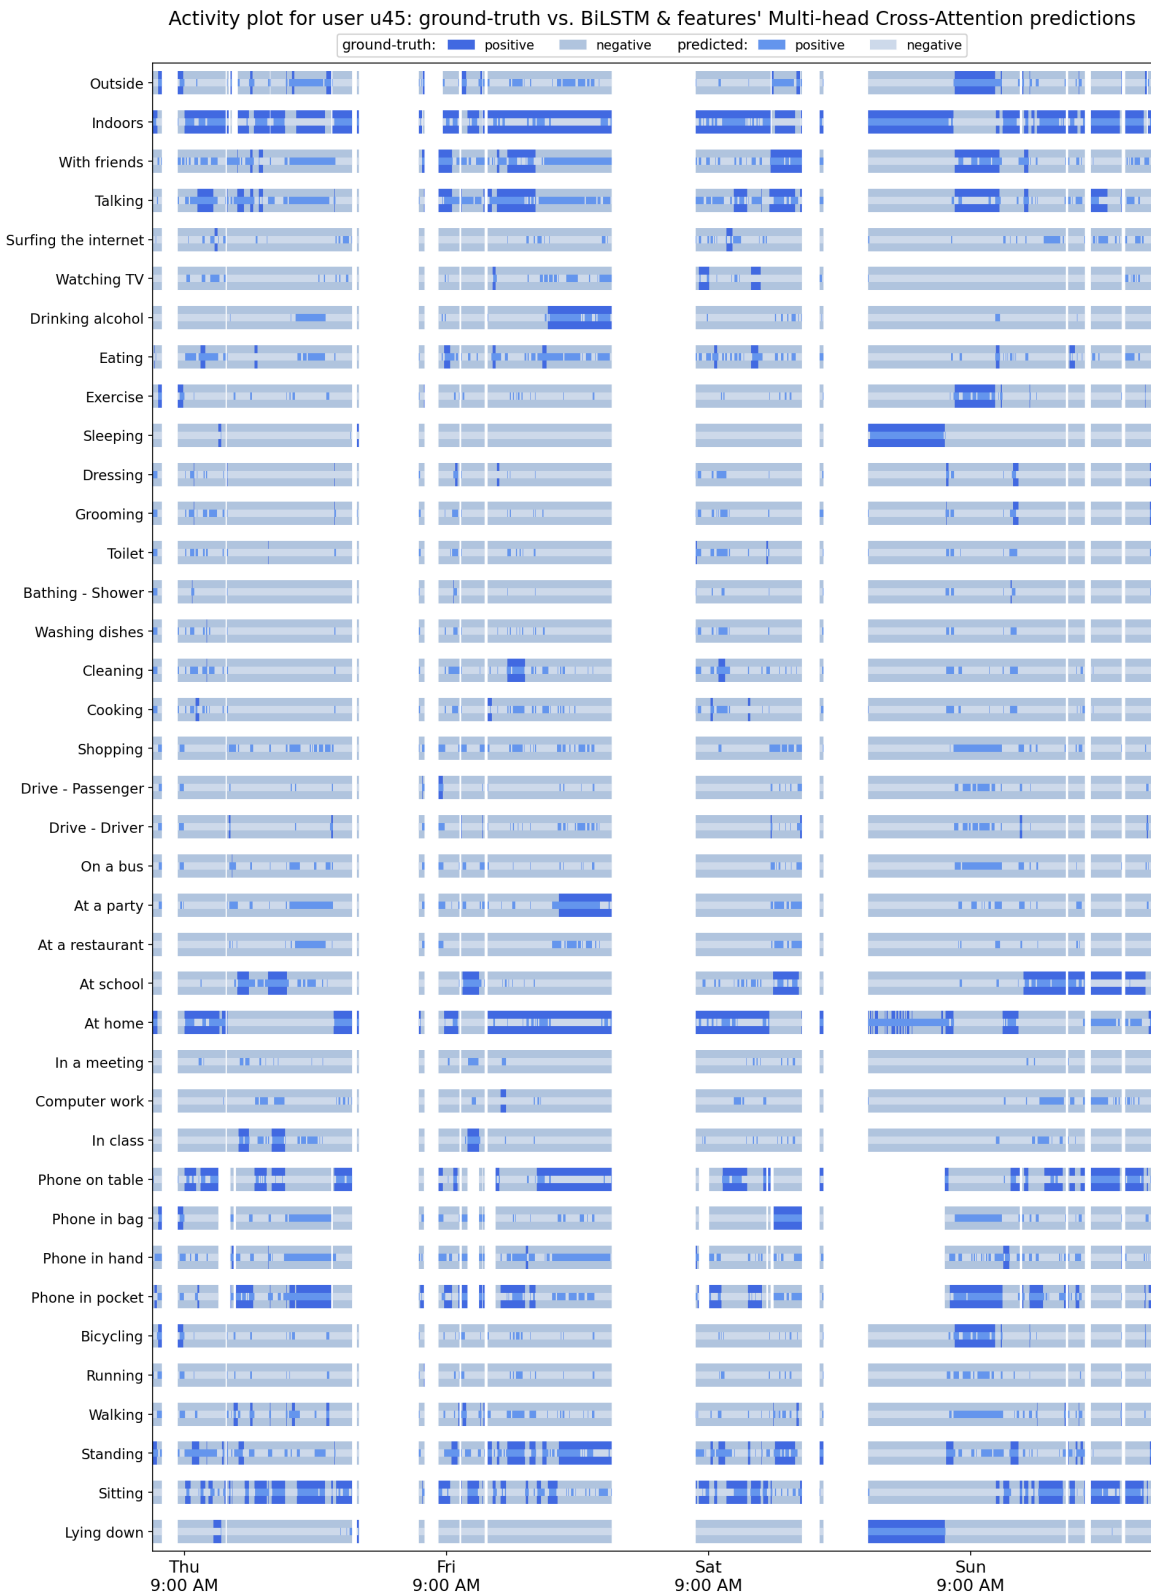 Activity plot for user u45: ground-truth vs. BiLSTM & features' Multi-head Cross-Attention predictions
ground-truth: positive negative predicted: positive negative
Outside
Indoors
With friends
Talking
Surfing the internet
Watching TV
Drinking alcohol
Eating
Exercise
Sleeping
Dressing
Grooming
Toilet
Bathing - Shower
Washing dishes
Cleaning
Cooking
Shopping
Drive - Passenger
Drive - Driver
On a bus
At a party
At a restaurant
At school
At home
In a meeting
Computer work
In class
Phone on table
Phone in bag
Phone in hand
Phone in pocket
Bicycling
Running
Walking
Standing
Sitting
Lying down
Thu Fri Sat Sun
9:00 AM 9:00 AM 9:00 AM 9:00 AM